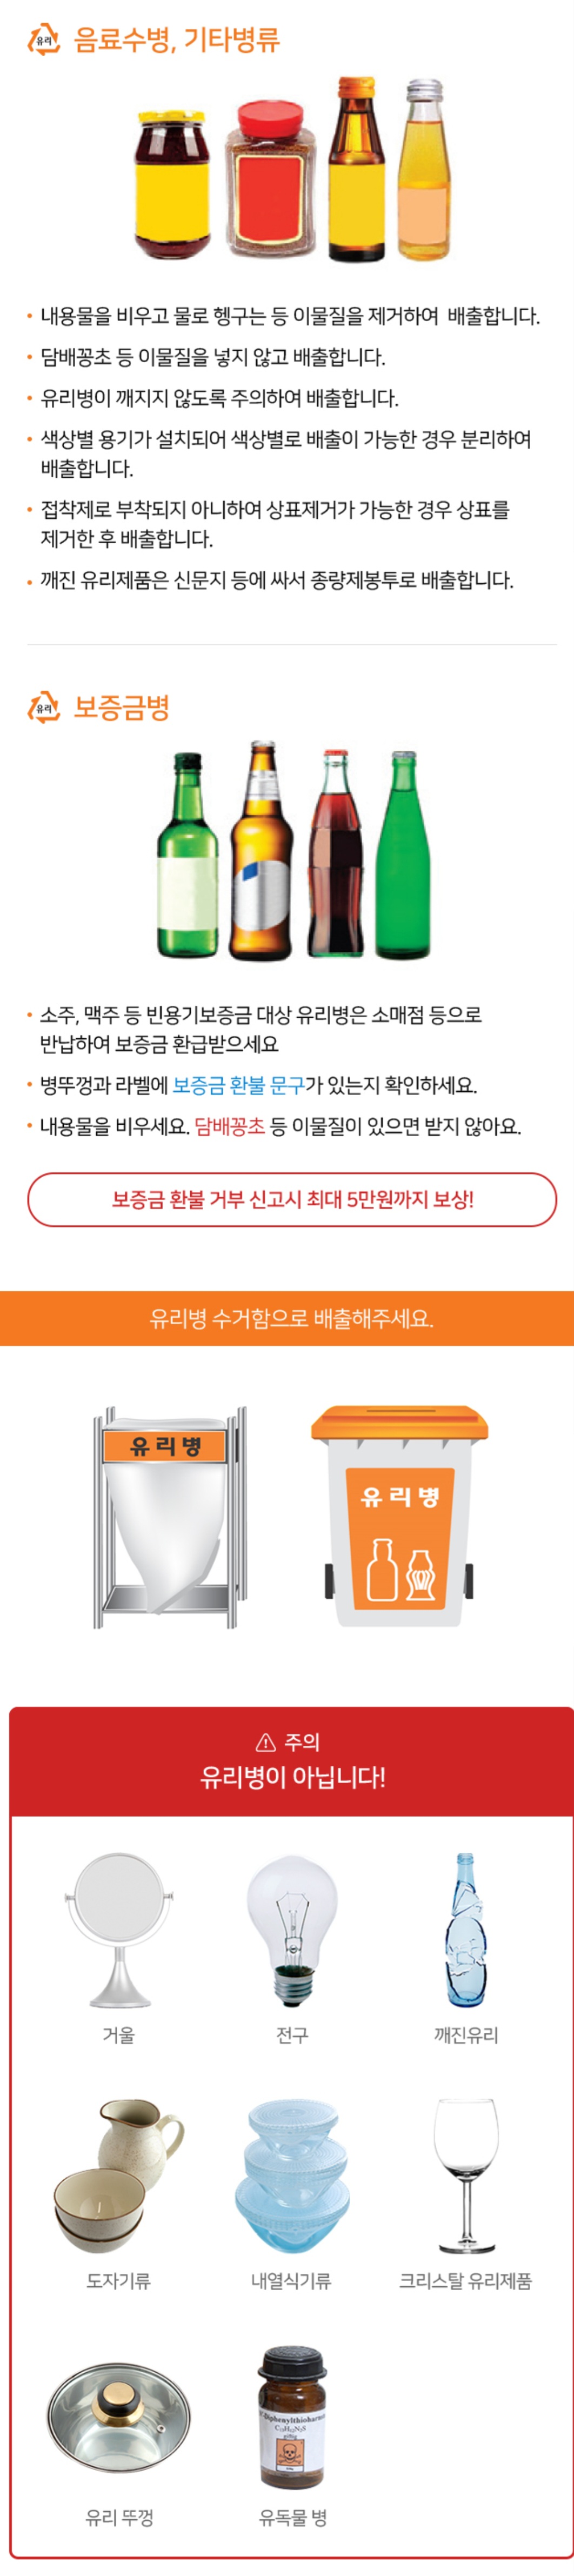 유리 음료수병, 기타병류
• 내용물을 비우고 물로 헹구는 등 이물질을 제거하여 배출합니다.
• 담배꽁초 등 이물질을 넣지 않고 배출합니다.
• 유리병이 깨지지 않도록 주의하여 배출합니다.
• 색상별 용기가 설치되어 색상별로 배출이 가능한 경우 분리하여
배출합니다.
• 접착제로 부착되지 아니하여 상표제거가 가능한 경우 상표를
제거한 후 배출합니다.
• 깨진 유리제품은 신문지 등에 싸서 종량제봉투로 배출합니다.
유리 보증금병
• 소주, 맥주 등 빈용기보증금 대상 유리병은 소매점 등으로
반납하여 보증금 환급받으세요
• 병뚜껑과 라벨에 보증금 환불 문구가 있는지 확인하세요.
• 내용물을 비우세요. 담배꽁초 등 이물질이 있으면 받지 않아요.
보증금 환불 거부 신고시 최대 5만원까지 보상!
유리병 수거함으로 배출해주세요.
유리병
유리병
주의
유리병이 아닙니다!
거울
전구
깨진유리
도자기류
내열식기류
크리스탈 유리제품
유리 뚜껑
유독물 병